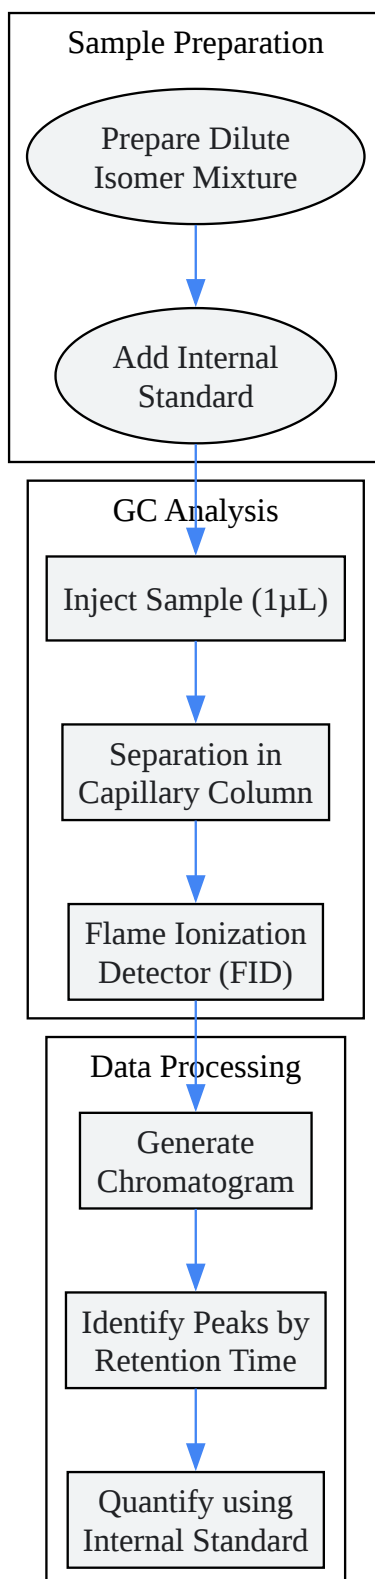 Sample Preparation
Prepare Dilute
Isomer Mixture
Add Internal
Standard
GC Analysis
Inject Sample (1µL)
Separation in
Capillary Column
Flame Ionization
Detector (FID)
Data Processing
Generate
Chromatogram
Identify Peaks by
Retention Time
Quantify using
Internal Standard